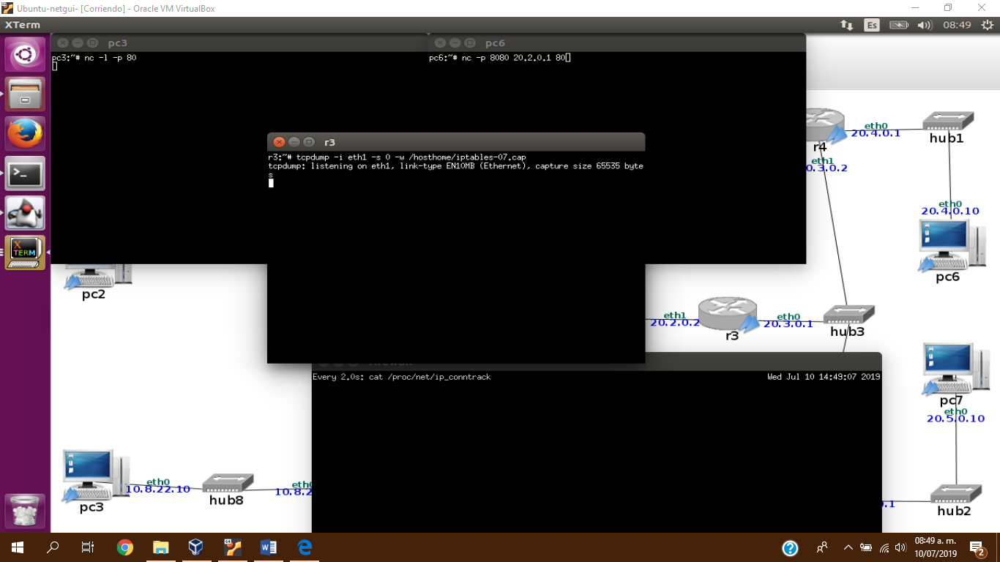 Ubuntu-netgui- [Corriendo] - Oracle VM VirtualBox
XTerm
Es
08:49
pc3
pc6
pc3:~# nc -l -p 80
pc6:~# nc -p 8080 20.2.0.1 80
r3
r3:~# tcpdump -i eth1 -s 0 -w /hosthome/iptables-07.cap
tcpdump: listening on eth1, link-type EN10MB (Ethernet), capture size 65535 byte
s
eth0
20.4.0.1
hub1
r4
eth1
0.3.0.2
eth0
20.4.0.10
pc6
X
TERM
pc2
eth1
20.2.0.2
r3
eth0
20.3.0.1
hub3
Every 2.0s: cat /proc/net/ip_conntrack
Wed Jul 10 14:49:07 2019
pc7
eth0
20.5.0.10
pc3
eth0
10.8.22.10
hub8
eth0
10.8.2
.1
hub2
08:49 a. m.
10/07/2019
2